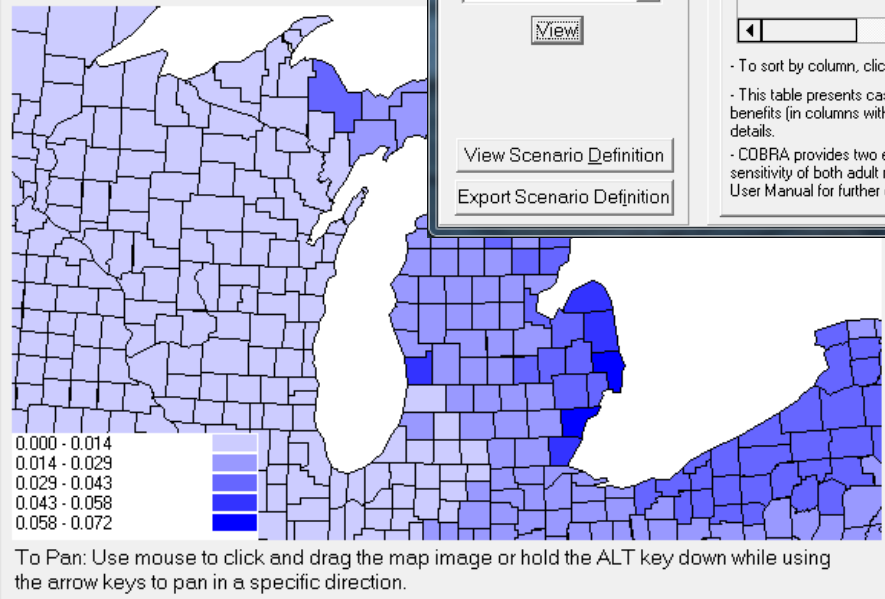 View
View Scenario Definition
Export Scenario Definition
- To sort by column, clic
- This table presents cas
benefits (in columns with
details.
- COBRA provides two e
sensitivity of both adult
User Manual for further
0.000 - 0.014
0.014 - 0.029
0.029 - 0.043
0.043 - 0.058
0.058 - 0.072
To Pan: Use mouse to click and drag the map image or hold the ALT key down while using
the arrow keys to pan in a specific direction.